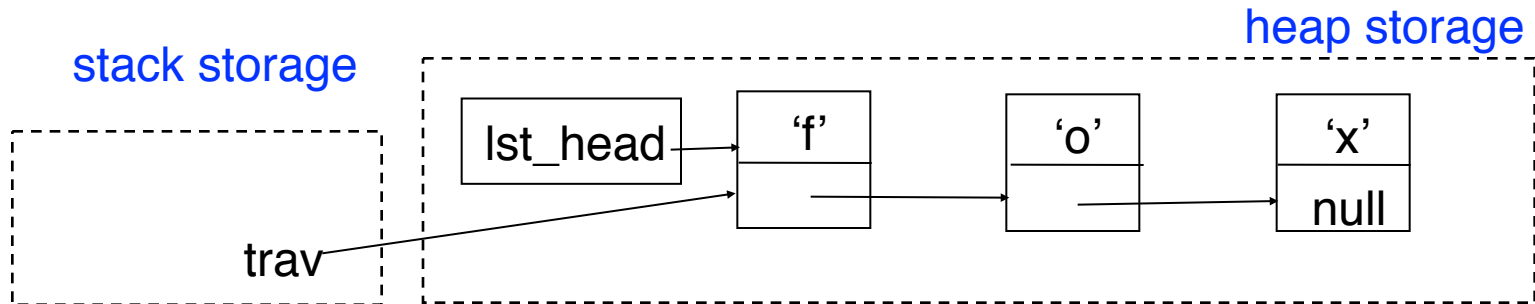 heap storage
stack storage
lst_head
‘f’
‘o’
‘x’
null
trav